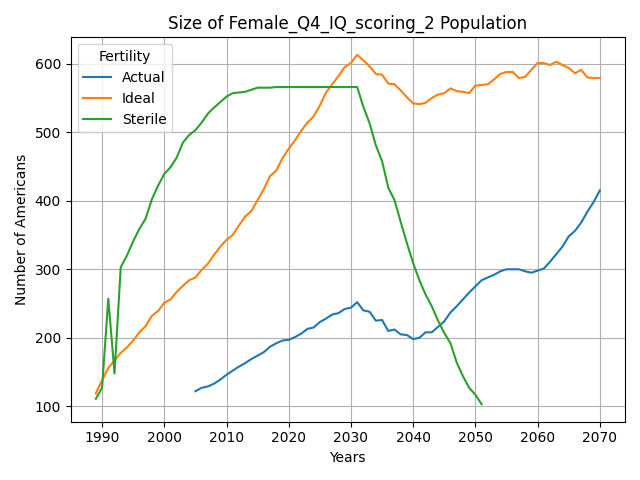 Size of Female_Q4_IQ_scoring_2 Population
Number of Americans
600
500
400
300
200
100
Fertility
Actual
Ideal
Sterile
1990 2000 2010 2020 2030 2040 2050 2060 2070
Years